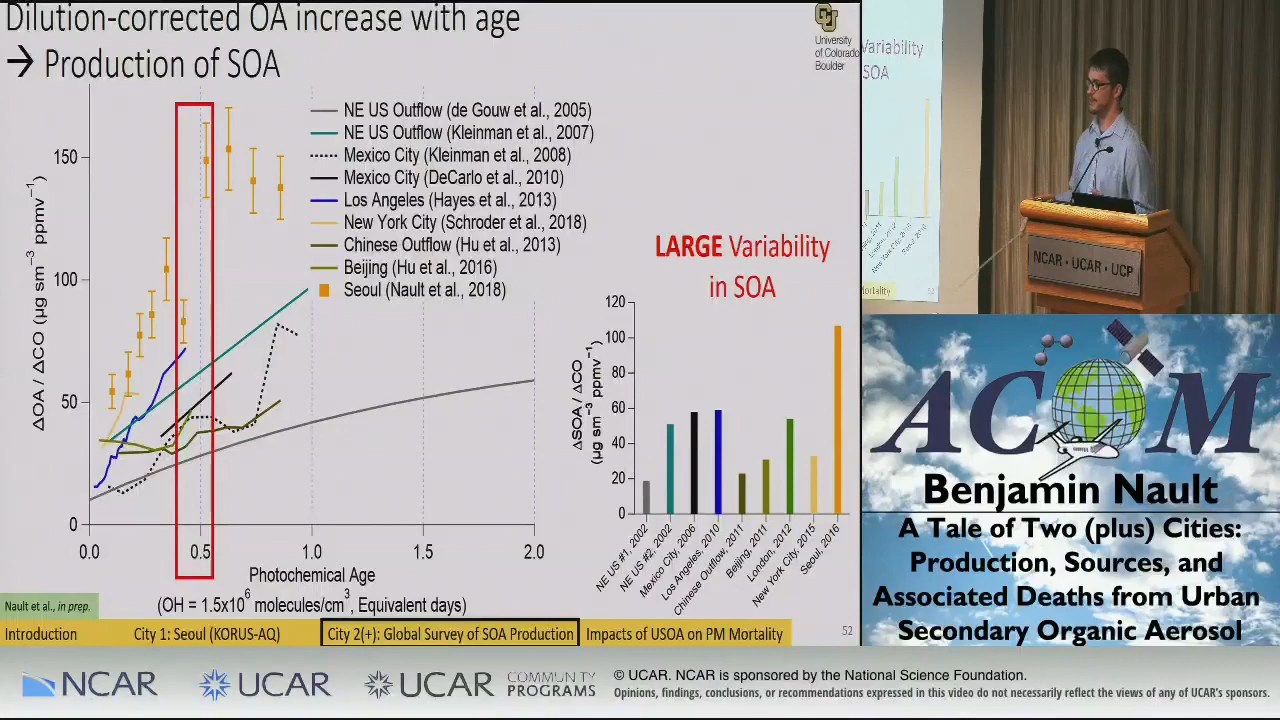 Dilution-corrected OA increase with age
→ Production of SOA
University
of Colorado
Boulder
NE US Outflow (de Gouw et al., 2005)
NE US Outflow (Kleinman et al., 2007)
Mexico City (Kleinman et al., 2008)
Mexico City (DeCarlo et al., 2010)
Los Angeles (Hayes et al., 2013)
New York City (Schroder et al., 2018)
Chinese Outflow (Hu et al., 2013)
Beijing (Hu et al., 2016)
Seoul (Nault et al., 2018)
ΔOA / ΔCO (µg sm⁻³ ppmv⁻¹)
150
100
50
0
0.0 0.5 1.0 1.5 2.0
Photochemical Age
(OH = 1.5x10⁶ molecules/cm³, Equivalent days)
LARGE Variability
in SOA
ΔSOA / ΔCO
(µg sm⁻³ ppmv⁻¹)
120
100
80
60
40
20
0
NE US #1, 2002
NE US #2, 2002
Mexico City, 2006
Los Angeles, 2010
Chinese Outflow, 2011
Beijing, 2011
London, 2012
New York City, 2015
Seoul, 2016
Nault et al., in prep.
Introduction City 1: Seoul (KORUS-AQ) City 2(+): Global Survey of SOA Production Impacts of USOA on PM Mortality 52
Variability
SOA
ortality 52
NCAR • UCAR • UCP
ACOM
Benjamin Nault
A Tale of Two (plus) Cities:
Production, Sources, and
Associated Deaths from Urban
Secondary Organic Aerosol
NCAR
UCAR
UCAR COMMUNITY
PROGRAMS
© UCAR. NCAR is sponsored by the National Science Foundation.
Opinions, findings, conclusions, or recommendations expressed in this video do not necessarily reflect the views of any of UCAR's sponsors.